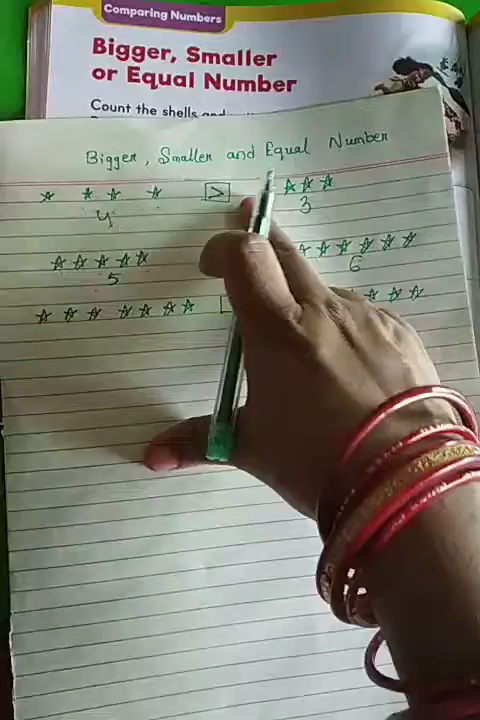 Comparing Numbers
Bigger, Smaller
or Equal Number
Count the shells and
Bigger, Smaller and Equal Number
>
4 3
5 6